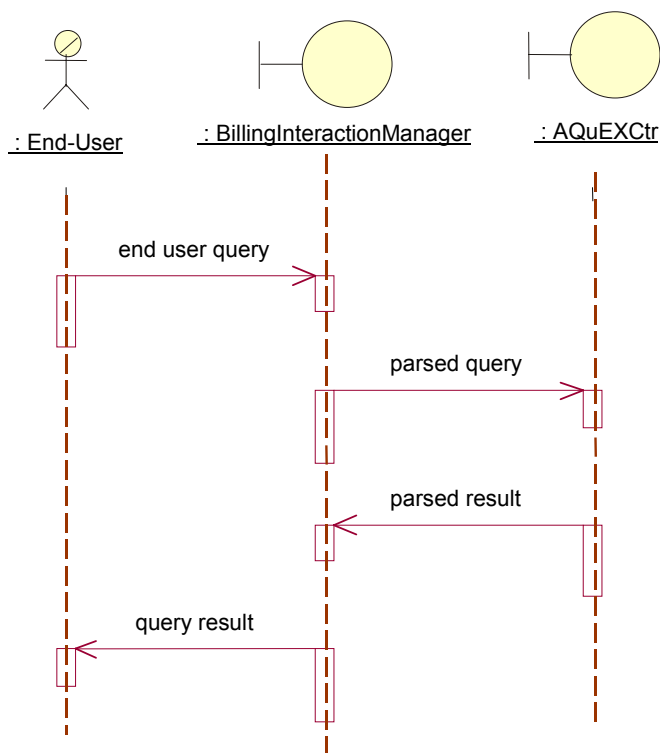 : End-User
: BillingInteractionManager
: AQuEXCtr
end user query
parsed query
parsed result
query result